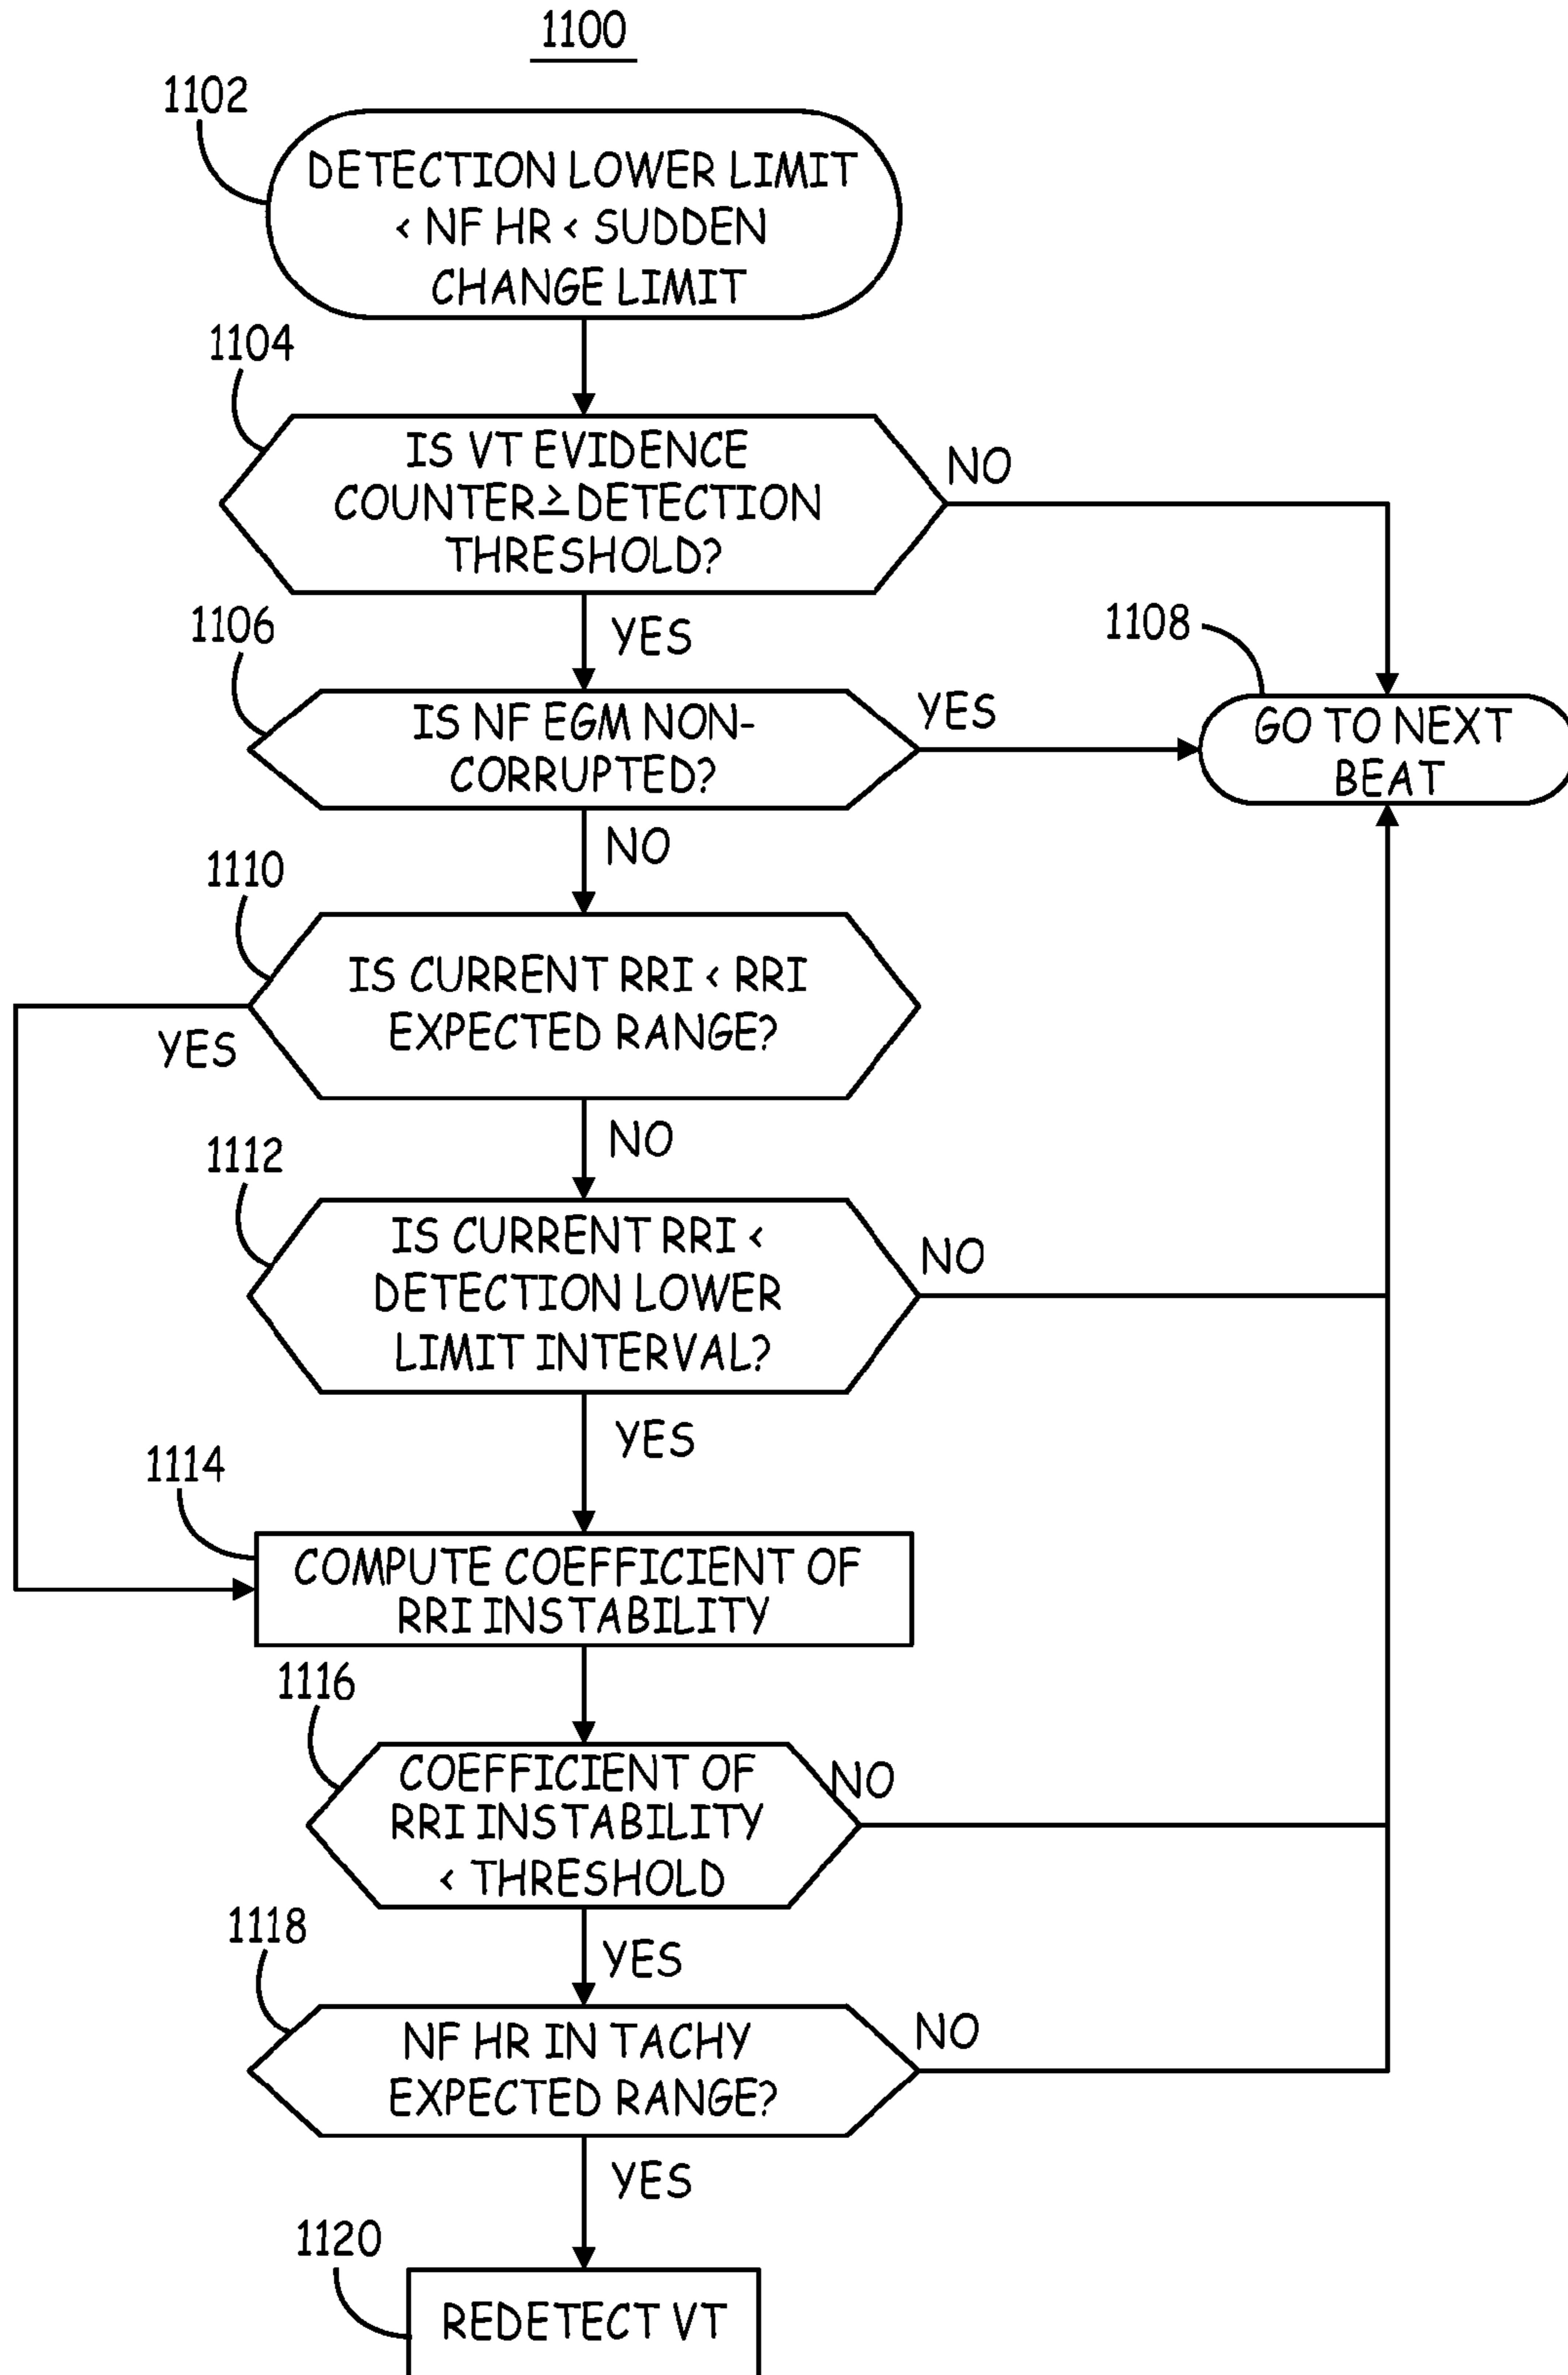 1100
1102
DETECTION LOWER LIMIT
< NF HR < SUDDEN
CHANGE LIMIT
1104
IS VT EVIDENCE
COUNTER ≥ DETECTION
THRESHOLD?
NO
YES
1106
IS NF EGM NON-
CORRUPTED?
YES
1108
GO TO NEXT
BEAT
NO
1110
IS CURRENT RRI < RRI
EXPECTED RANGE?
YES
NO
1112
IS CURRENT RRI <
DETECTION LOWER
LIMIT INTERVAL?
NO
YES
1114
COMPUTE COEFFICIENT OF
RRI INSTABILITY
1116
COEFFICIENT OF
RRI INSTABILITY
< THRESHOLD
NO
YES
1118
NF HR IN TACHY
EXPECTED RANGE?
NO
YES
1120
REDETECT VT